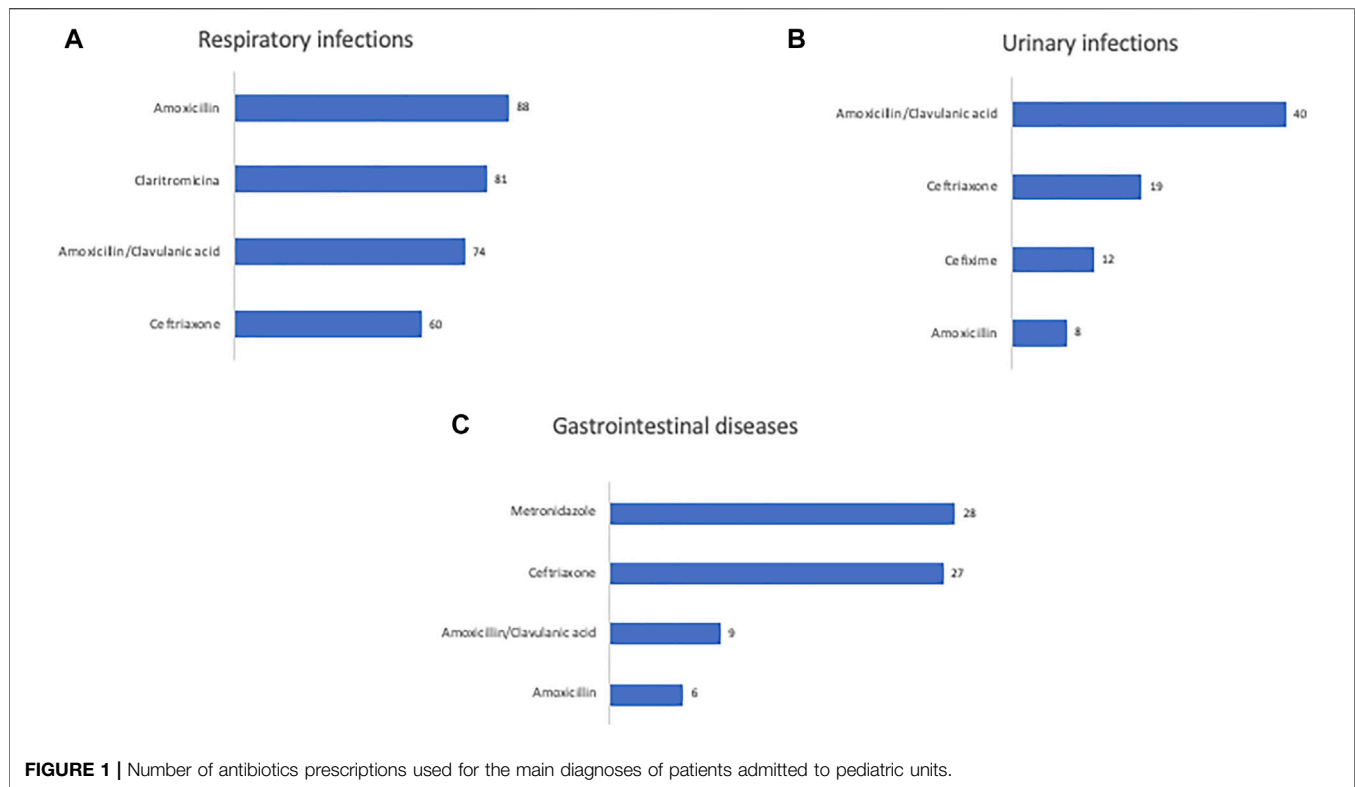 A
Respiratory infections
Amoxicillin
88
Claritromicina
81
Amoxicillin/Clavulanic acid
74
Ceftriaxone
60
B
Urinary infections
Amoxicillin/Clavulanic acid
40
Ceftriaxone
19
Cefixime
12
Amoxicillin
8
C
Gastrointestinal diseases
Metronidazole
28
Ceftriaxone
27
Amoxicillin/Clavulanic acid
9
Amoxicillin
6
FIGURE 1 | Number of antibiotics prescriptions used for the main diagnoses of patients admitted to pediatric units.